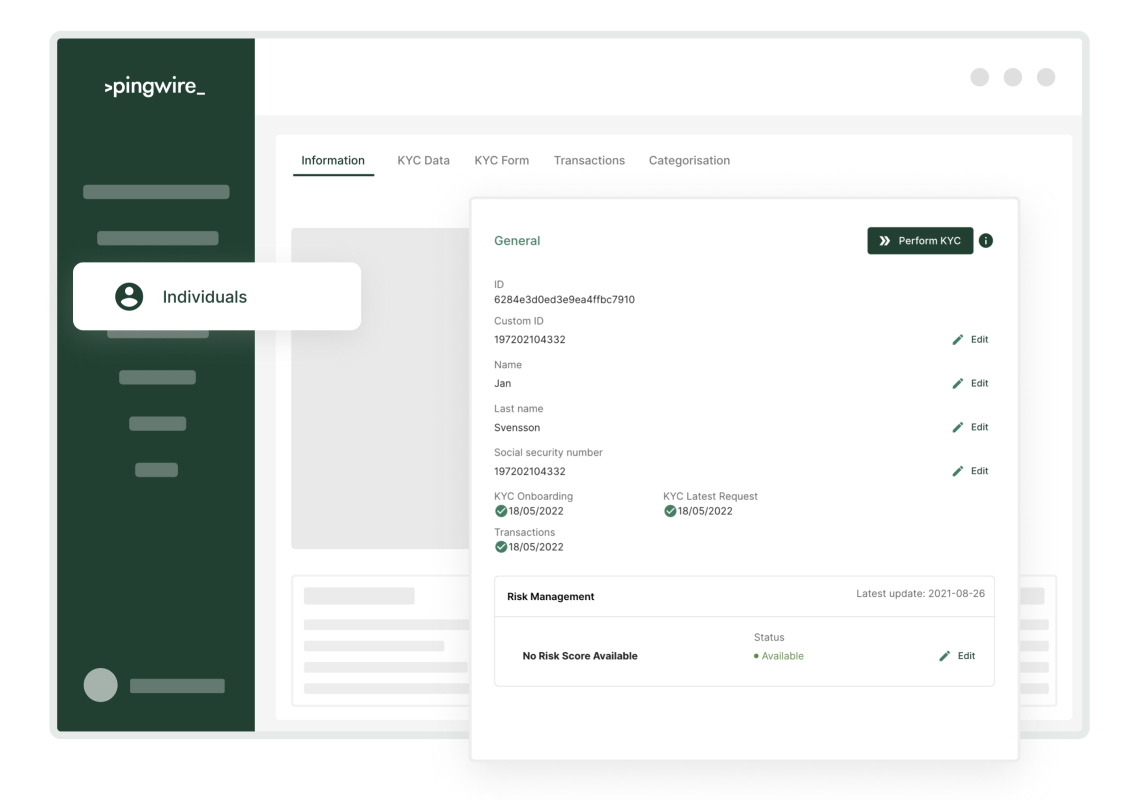 >pingwire_
Information KYC Data KYC Form Transactions Categorisation
Individuals
General
Perform KYC
ID
6284e3d0ed3e9ea4ffbc7910
Custom ID
197202104332 Edit
Name
Jan Edit
Last name
Svensson Edit
Social security number
197202104332 Edit
KYC Onboarding KYC Latest Request
18/05/2022 18/05/2022
Transactions
18/05/2022
Risk Management Latest update: 2021-08-26
Status
No Risk Score Available Available Edit